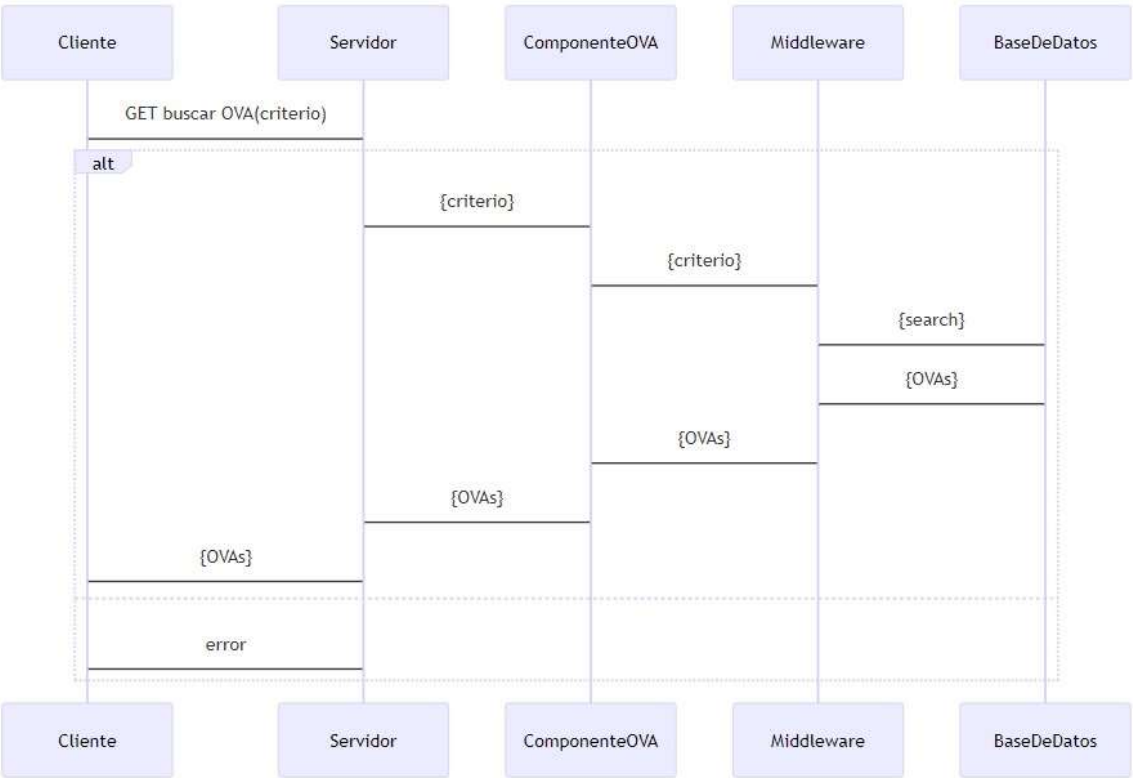 Cliente
Servidor
ComponenteOVA
Middleware
BaseDeDatos
GET buscar OVA(criterio)
alt
{criterio}
{criterio}
{search}
{OVAs}
{OVAs}
{OVAs}
{OVAs}
error
Cliente
Servidor
ComponenteOVA
Middleware
BaseDeDatos